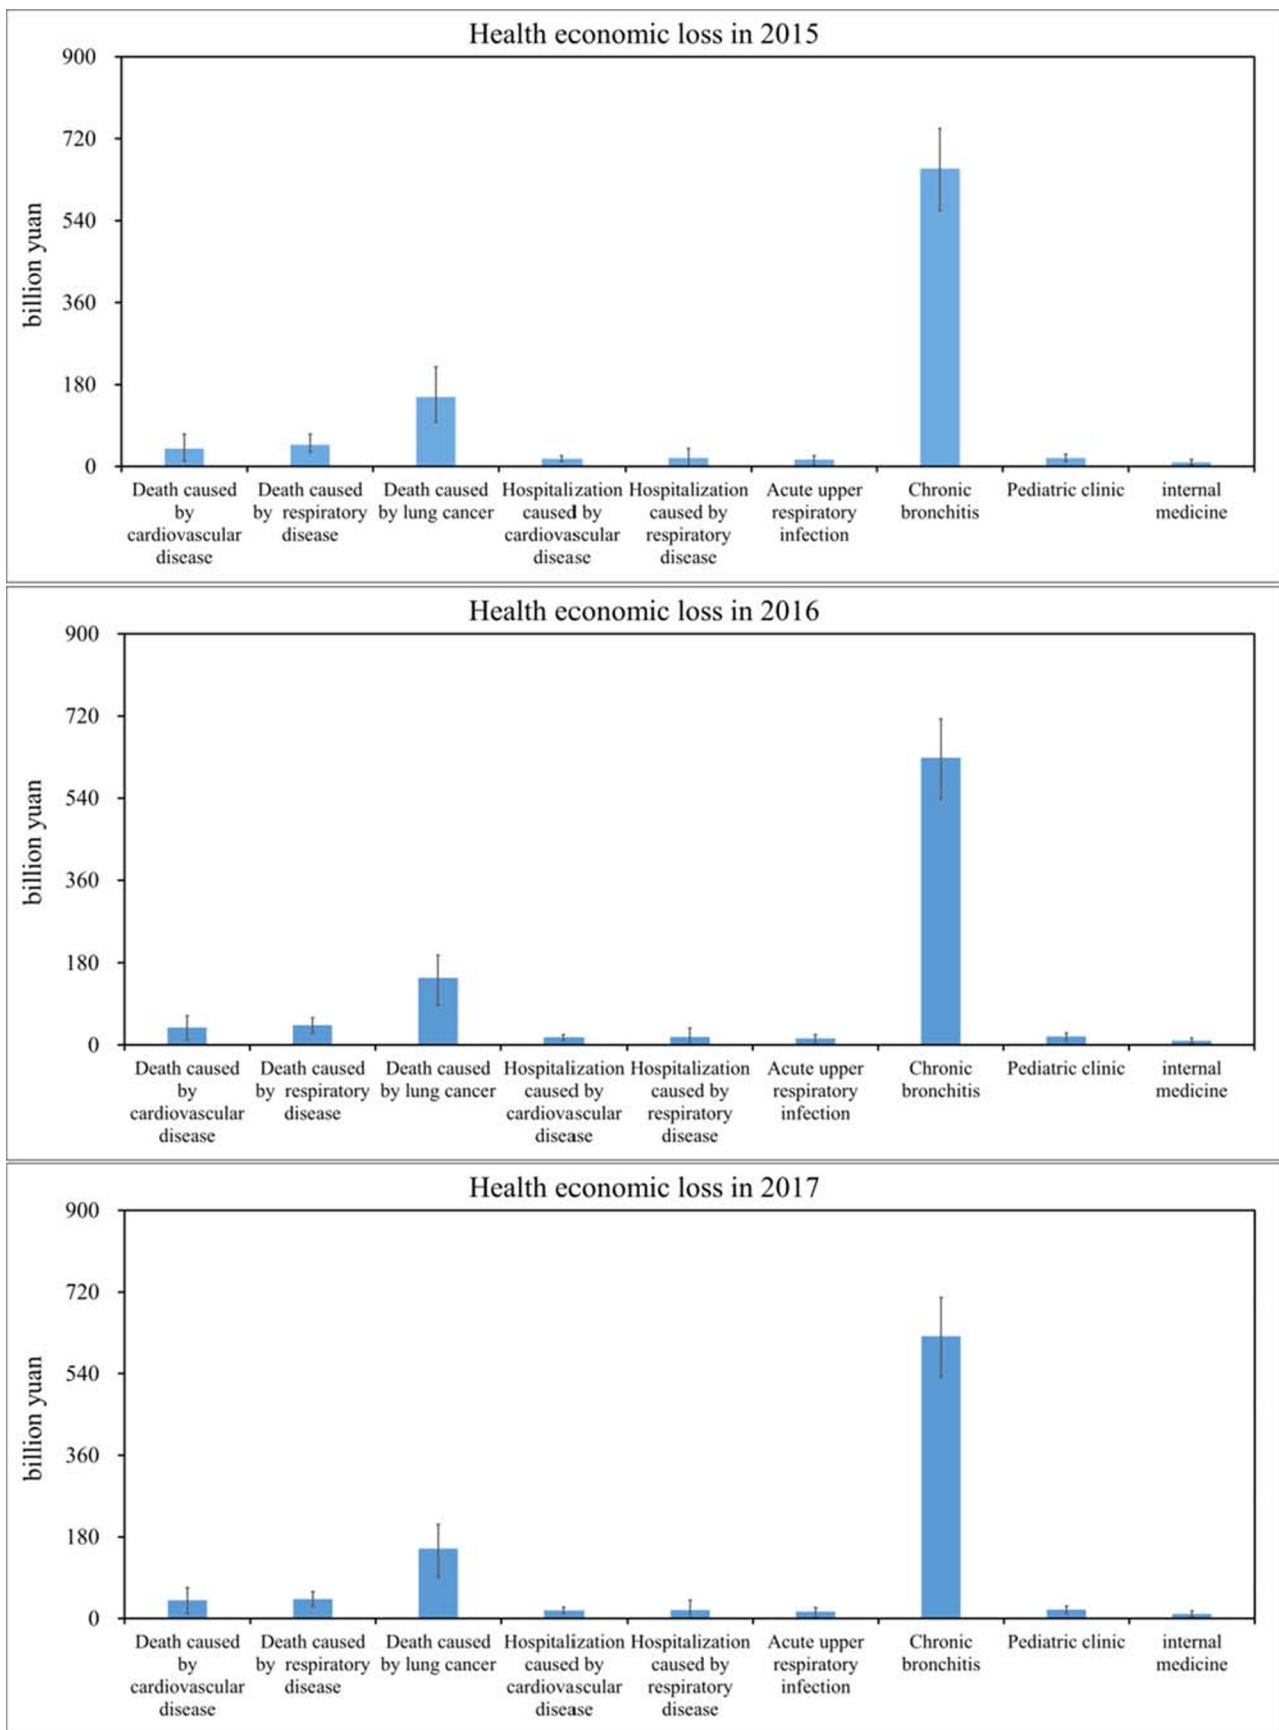 Health economic loss in 2015
900
720
540
360
180
0
billion yuan
Death caused by cardiovascular disease
Death caused by respiratory disease
Death caused by lung cancer
Hospitalization caused by cardiovascular disease
Hospitalization caused by respiratory disease
Acute upper respiratory infection
Chronic bronchitis
Pediatric clinic
internal medicine
Health economic loss in 2016
900
720
540
360
180
0
billion yuan
Death caused by cardiovascular disease
Death caused by respiratory disease
Death caused by lung cancer
Hospitalization caused by cardiovascular disease
Hospitalization caused by respiratory disease
Acute upper respiratory infection
Chronic bronchitis
Pediatric clinic
internal medicine
Health economic loss in 2017
900
720
540
360
180
0
billion yuan
Death caused by cardiovascular disease
Death caused by respiratory disease
Death caused by lung cancer
Hospitalization caused by cardiovascular disease
Hospitalization caused by respiratory disease
Acute upper respiratory infection
Chronic bronchitis
Pediatric clinic
internal medicine